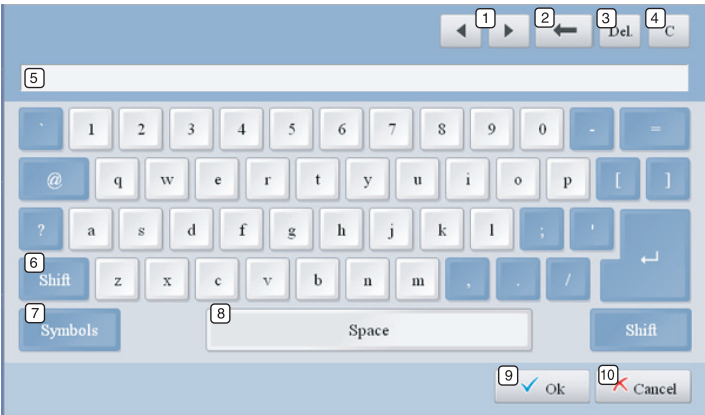 1 2 3 4
Del. C
5
` 1 2 3 4 5 6 7 8 9 0 - =
@ q w e r t y u i o p [ ]
? a s d f g h j k l ; '
6
Shift z x c v b n m , . /
7 8
Symbols Space Shift
9 10
Ok Cancel